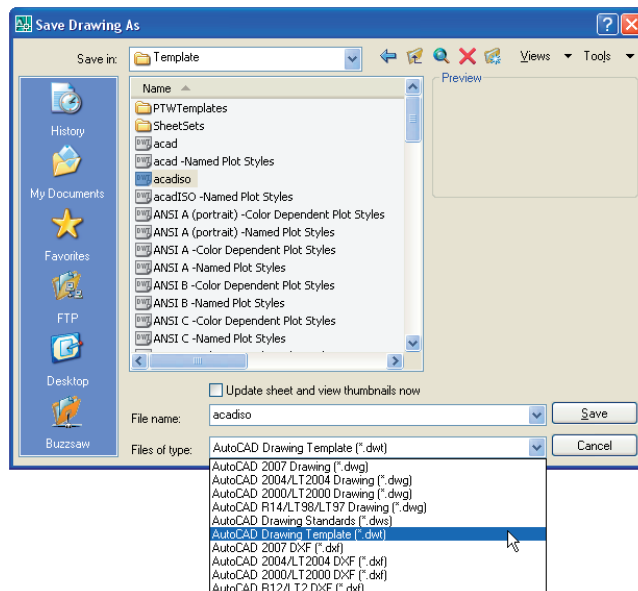 Save Drawing As
Save in:
Template
Views
Tools
Name
Preview
PTWTemplates
SheetSets
acad
acad -Named Plot Styles
acadiso
acadISO -Named Plot Styles
ANSI A (portrait) -Color Dependent Plot Styles
ANSI A (portrait) -Named Plot Styles
ANSI A -Color Dependent Plot Styles
ANSI A -Named Plot Styles
ANSI B -Color Dependent Plot Styles
ANSI B -Named Plot Styles
ANSI C -Color Dependent Plot Styles
ANSI C -Named Plot Styles
History
My Documents
Favorites
FTP
Desktop
Buzzsaw
Update sheet and view thumbnails now
File name:
acadiso
Save
Files of type:
AutoCAD Drawing Template (*.dwt)
Cancel
AutoCAD 2007 Drawing (*.dwg)
AutoCAD 2004/LT2004 Drawing (*.dwg)
AutoCAD 2000/LT2000 Drawing (*.dwg)
AutoCAD R14/LT98/LT97 Drawing (*.dwg)
AutoCAD Drawing Standards (*.dws)
AutoCAD Drawing Template (*.dwt)
AutoCAD 2007 DXF (*.dxf)
AutoCAD 2004/LT2004 DXF (*.dxf)
AutoCAD 2000/LT2000 DXF (*.dxf)
AutoCAD R12/LT2 DXF (*.dxf)